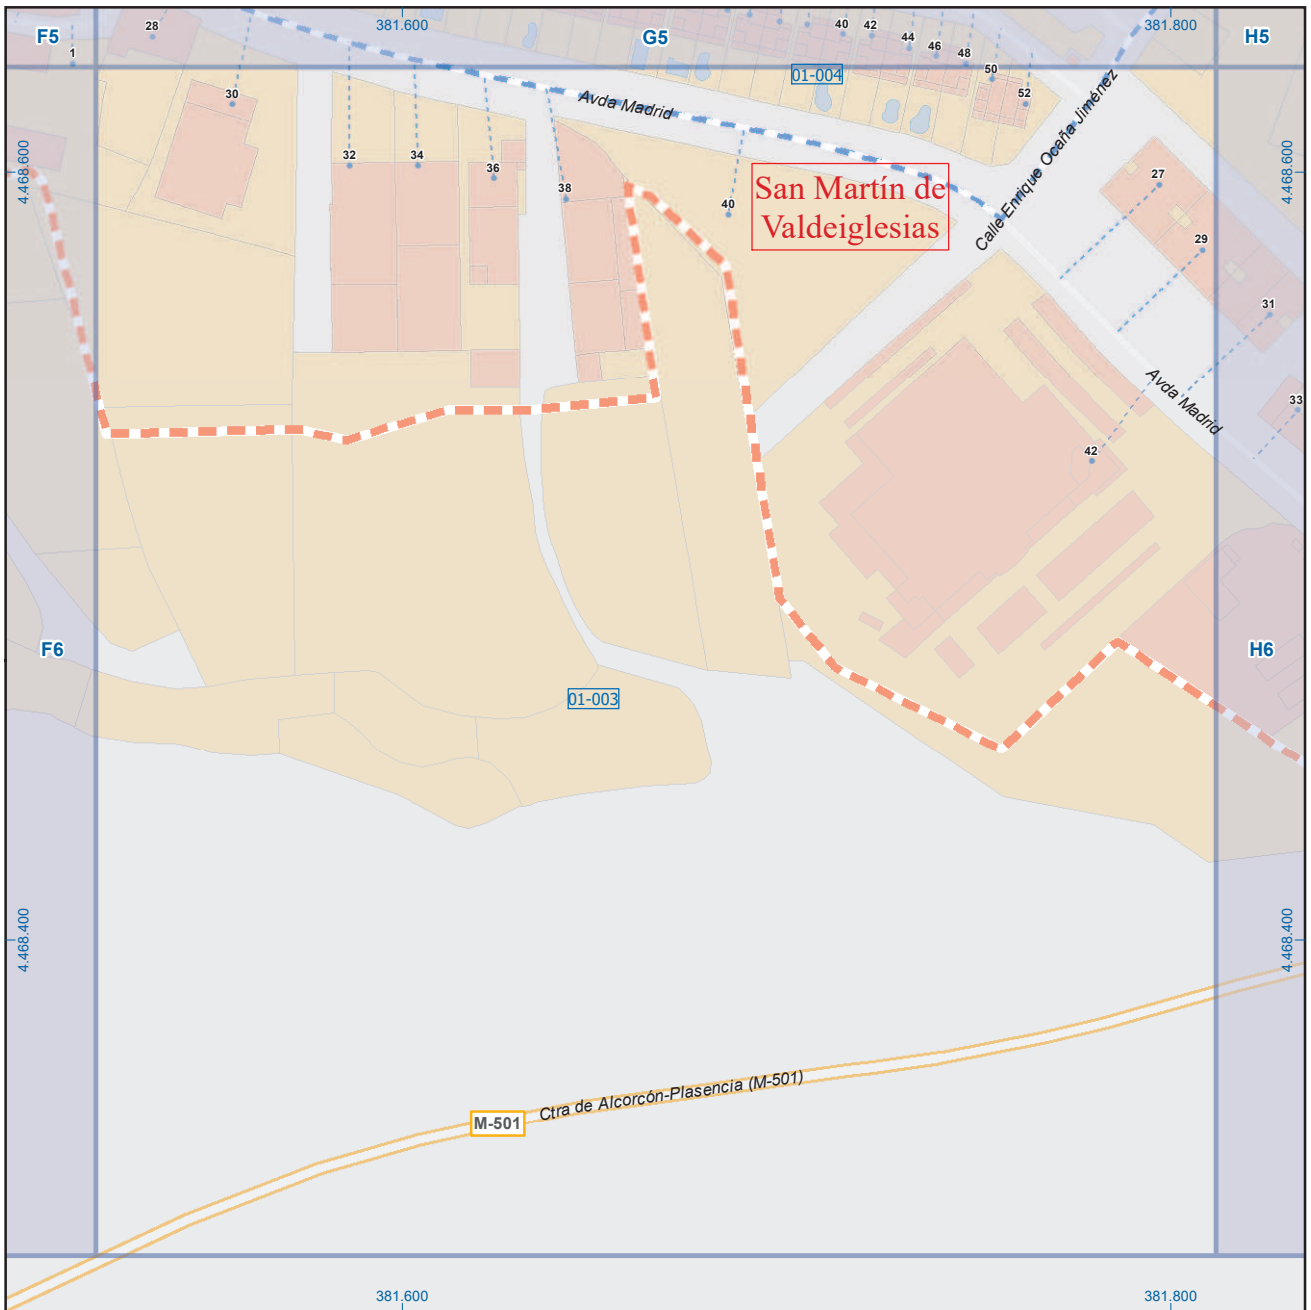 F5
28
1
381.600
G5
40
42
44
46
48
50
52
381.800
H5
01-004
Avda Madrid
Calle Enrique Ocaña Jiménez
30
32
34
36
38
40
4.468.600
San Martín de
Valdeiglesias
27
29
31
33
4.468.600
Avda Madrid
42
F6
01-003
H6
4.468.400
4.468.400
Ctra de Alcorcón-Plasencia (M-501)
M-501
381.600
381.800